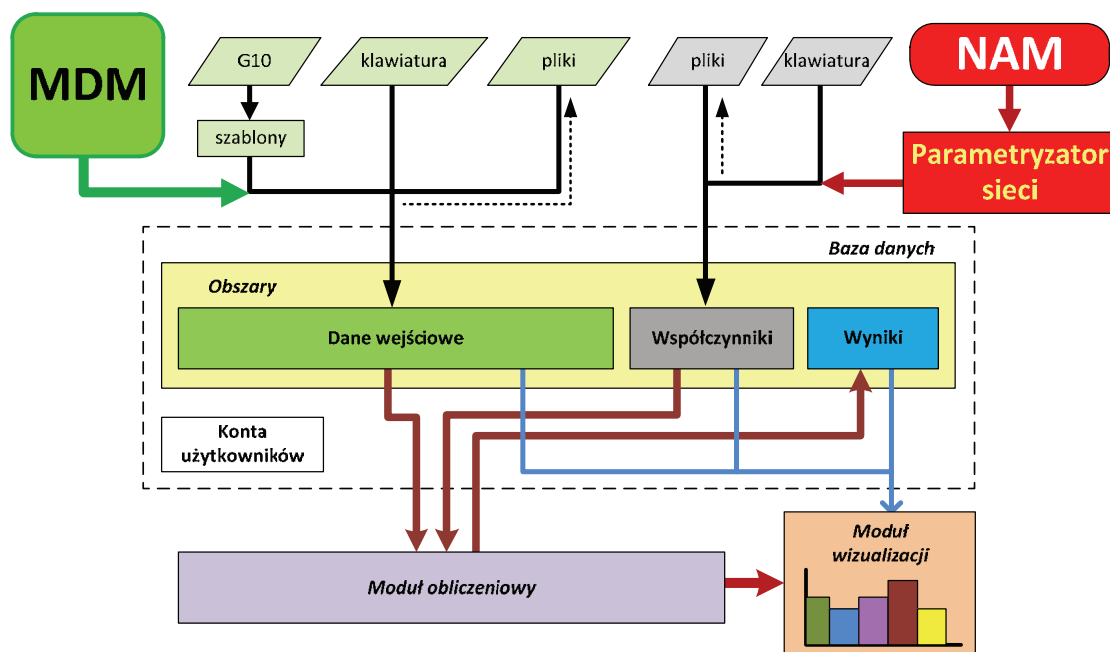 MDM
G10
klawiatura
pliki
pliki
klawiatura
NAM
szablony
Parametryzator
sieci
Baza danych
Obszary
Dane wejściowe
Współczynniki
Wyniki
Konta
użytkowników
Moduł obliczeniowy
Moduł
wizualizacji